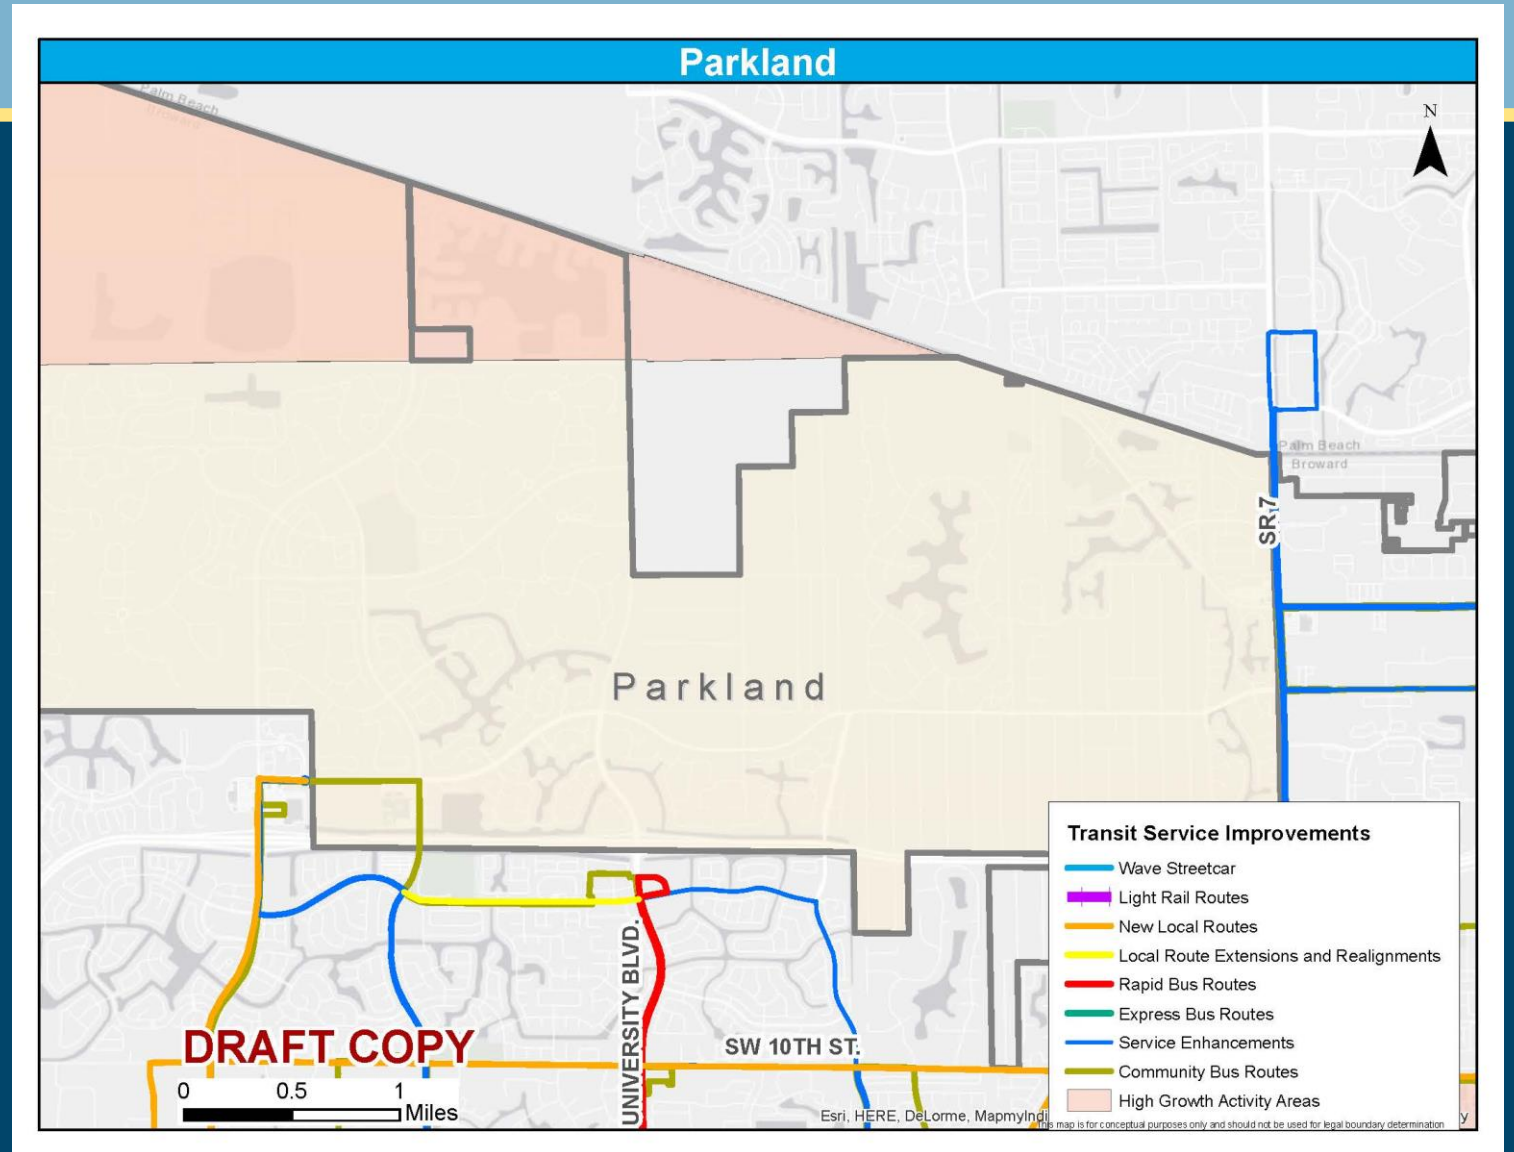 Parkland
N
Palm Beach
Broward
Palm Beach
Broward
SR 7
Parkland
Transit Service Improvements
Wave Streetcar
Light Rail Routes
New Local Routes
Local Route Extensions and Realignments
Rapid Bus Routes
Express Bus Routes
Service Enhancements
Community Bus Routes
High Growth Activity Areas
UNIVERSITY BLVD.
SW 10TH ST.
DRAFT COPY
0 0.5 1
Miles
Esri, HERE, DeLorme, MapmyIndi
This map is for conceptual purposes only and should not be used for legal boundary determination
y